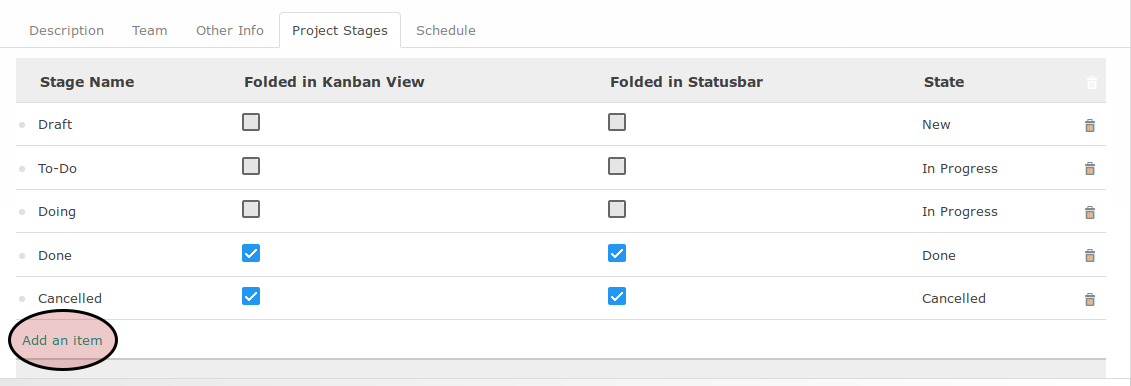 Description Team Other Info Project Stages Schedule
Stage Name Folded in Kanban View Folded in Statusbar State
Draft New
To-Do In Progress
Doing In Progress
Done Done
Cancelled Cancelled
Add an item